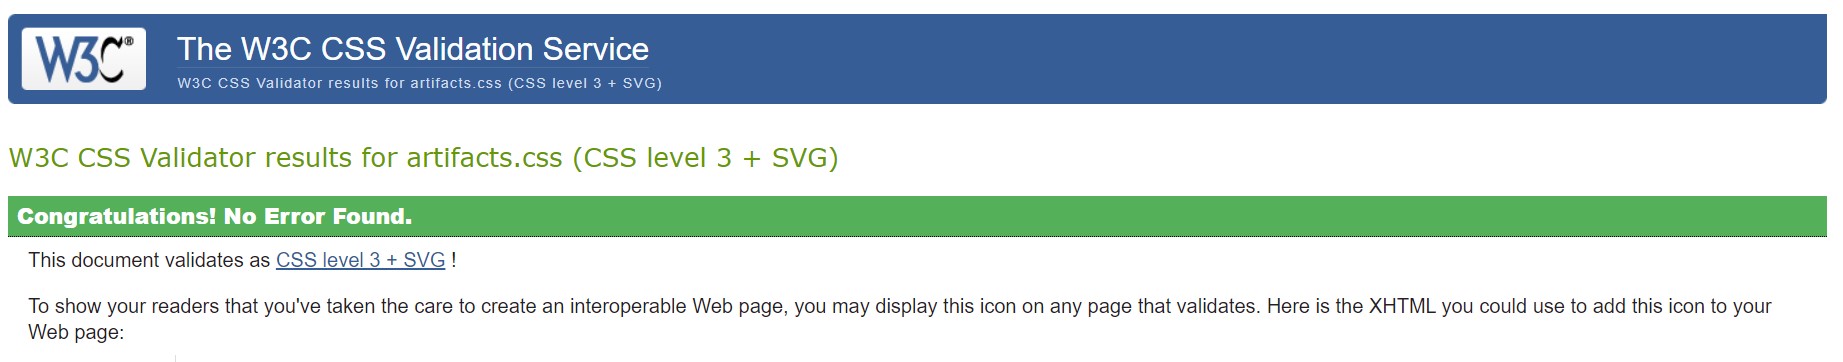 W3C®
The W3C CSS Validation Service
W3C CSS Validator results for artifacts.css (CSS level 3 + SVG)
W3C CSS Validator results for artifacts.css (CSS level 3 + SVG)
Congratulations! No Error Found.
This document validates as CSS level 3 + SVG !
To show your readers that you've taken the care to create an interoperable Web page, you may display this icon on any page that validates. Here is the XHTML you could use to add this icon to your
Web page: